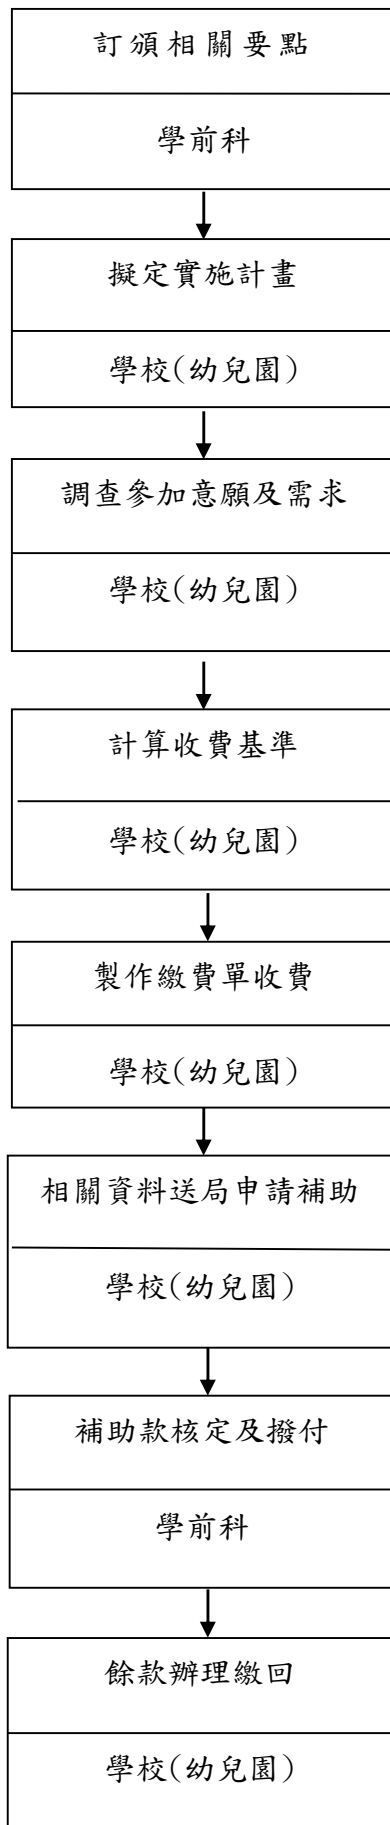 訂頒相關要點
學前科
擬定實施計畫
學校(幼兒園)
調查參加意願及需求
學校(幼兒園)
計算收費基準
學校(幼兒園)
製作繳費單收費
學校(幼兒園)
相關資料送局申請補助
學校(幼兒園)
補助款核定及撥付
學前科
餘款辦理繳回
學校(幼兒園)